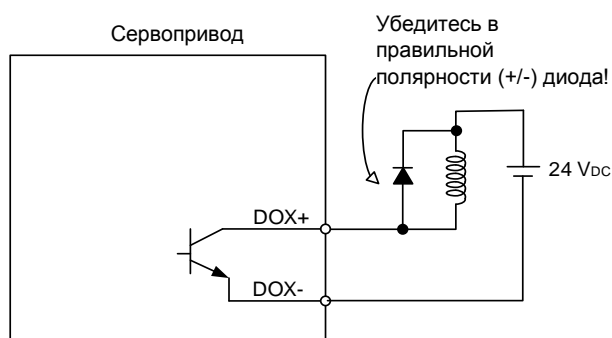 Сервопривод
Убедитесь в
правильной
полярности (+/-) диода!
24 VDC
DOX+
DOX-